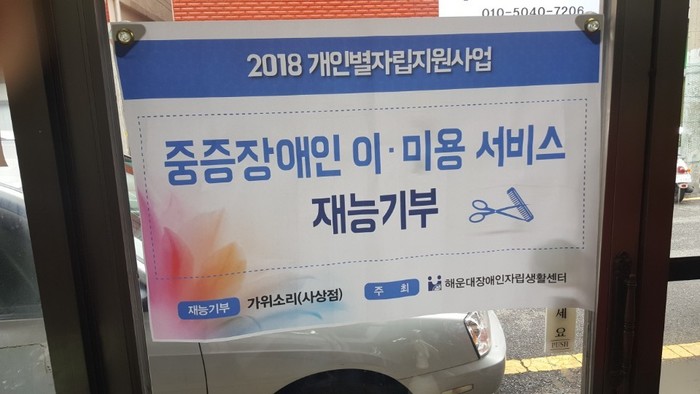 010-5040-7206
2018 개인별자립지원사업
중증장애인 이·미용 서비스
재능기부
재능기부 가위소리(사상점) 주 최 해운대장애인자립생활센터
세요
PUSH